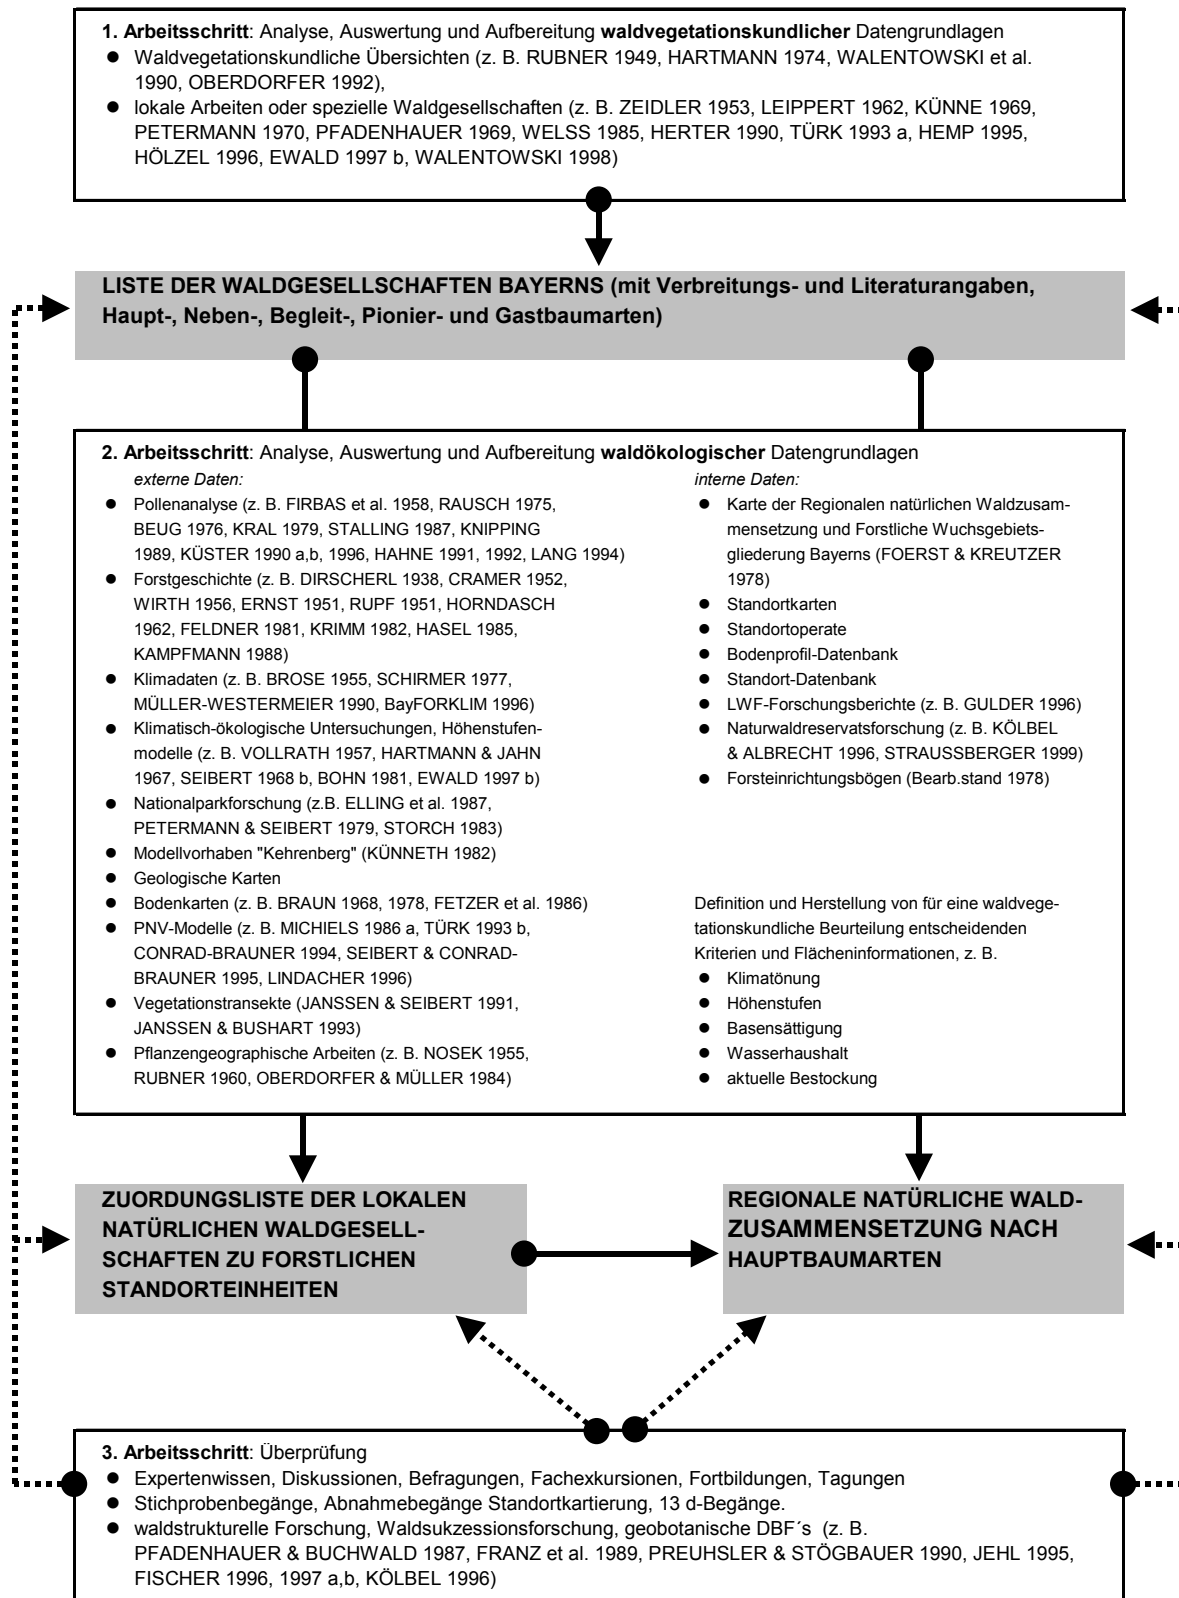 1. Arbeitsschritt: Analyse, Auswertung und Aufbereitung waldvegetationskundlicher Datengrundlagen
● Waldvegetationskundliche Übersichten (z. B. RUBNER 1949, HARTMANN 1974, WALENTOWSKI et al.
1990, OBERDORFER 1992),
● lokale Arbeiten oder spezielle Waldgesellschaften (z. B. ZEIDLER 1953, LEIPPERT 1962, KÜNNE 1969,
PETERMANN 1970, PFADENHAUER 1969, WELSS 1985, HERTER 1990, TÜRK 1993 a, HEMP 1995,
HÖLZEL 1996, EWALD 1997 b, WALENTOWSKI 1998)
LISTE DER WALDGESELLSCHAFTEN BAYERNS (mit Verbreitungs- und Literaturangaben,
Haupt-, Neben-, Begleit-, Pionier- und Gastbaumarten)
2. Arbeitsschritt: Analyse, Auswertung und Aufbereitung waldökologischer Datengrundlagen
externe Daten:
● Pollenanalyse (z. B. FIRBAS et al. 1958, RAUSCH 1975,
BEUG 1976, KRAL 1979, STALLING 1987, KNIPPING
1989, KÜSTER 1990 a,b, 1996, HAHNE 1991, 1992, LANG 1994)
● Forstgeschichte (z. B. DIRSCHERL 1938, CRAMER 1952,
WIRTH 1956, ERNST 1951, RUPF 1951, HORNDASCH
1962, FELDNER 1981, KRIMM 1982, HASEL 1985,
KAMPFMANN 1988)
● Klimadaten (z. B. BROSE 1955, SCHIRMER 1977,
MÜLLER-WESTERMEIER 1990, BayFORKLIM 1996)
● Klimatisch-ökologische Untersuchungen, Höhenstufen-
modelle (z. B. VOLLRATH 1957, HARTMANN & JAHN
1967, SEIBERT 1968 b, BOHN 1981, EWALD 1997 b)
● Nationalparkforschung (z.B. ELLING et al. 1987,
PETERMANN & SEIBERT 1979, STORCH 1983)
● Modellvorhaben "Kehrenberg" (KÜNNETH 1982)
● Geologische Karten
● Bodenkarten (z. B. BRAUN 1968, 1978, FETZER et al. 1986)
● PNV-Modelle (z. B. MICHIELS 1986 a, TÜRK 1993 b,
CONRAD-BRAUNER 1994, SEIBERT & CONRAD-
BRAUNER 1995, LINDACHER 1996)
● Vegetationstransekte (JANSSEN & SEIBERT 1991,
JANSSEN & BUSHART 1993)
● Pflanzengeographische Arbeiten (z. B. NOSEK 1955,
RUBNER 1960, OBERDORFER & MÜLLER 1984)
interne Daten:
● Karte der Regionalen natürlichen Waldzusam-
mensetzung und Forstliche Wuchsgebiets-
gliederung Bayerns (FOERST & KREUTZER
1978)
● Standortkarten
● Standortoperate
● Bodenprofil-Datenbank
● Standort-Datenbank
● LWF-Forschungsberichte (z. B. GULDER 1996)
● Naturwaldreservatsforschung (z. B. KÖLBEL
& ALBRECHT 1996, STRAUSSBERGER 1999)
● Forsteinrichtungsbögen (Bearb.stand 1978)
Definition und Herstellung von für eine waldvege-
tationskundliche Beurteilung entscheidenden
Kriterien und Flächeninformationen, z. B.
● Klimatönung
● Höhenstufen
● Basensättigung
● Wasserhaushalt
● aktuelle Bestockung
ZUORDUNGSLISTE DER LOKALEN
NATÜRLICHEN WALDGESELL-
SCHAFTEN ZU FORSTLICHEN
STANDORTEINHEITEN
REGIONALE NATÜRLICHE WALD-
ZUSAMMENSETZUNG NACH
HAUPTBAUMARTEN
3. Arbeitsschritt: Überprüfung
● Expertenwissen, Diskussionen, Befragungen, Fachexkursionen, Fortbildungen, Tagungen
● Stichprobenbegänge, Abnahmebegänge Standortkartierung, 13 d-Begänge.
● waldstrukturelle Forschung, Waldsukzessionsforschung, geobotanische DBF´s (z. B.
PFADENHAUER & BUCHWALD 1987, FRANZ et al. 1989, PREUHSLER & STÖGBAUER 1990, JEHL 1995,
FISCHER 1996, 1997 a,b, KÖLBEL 1996)